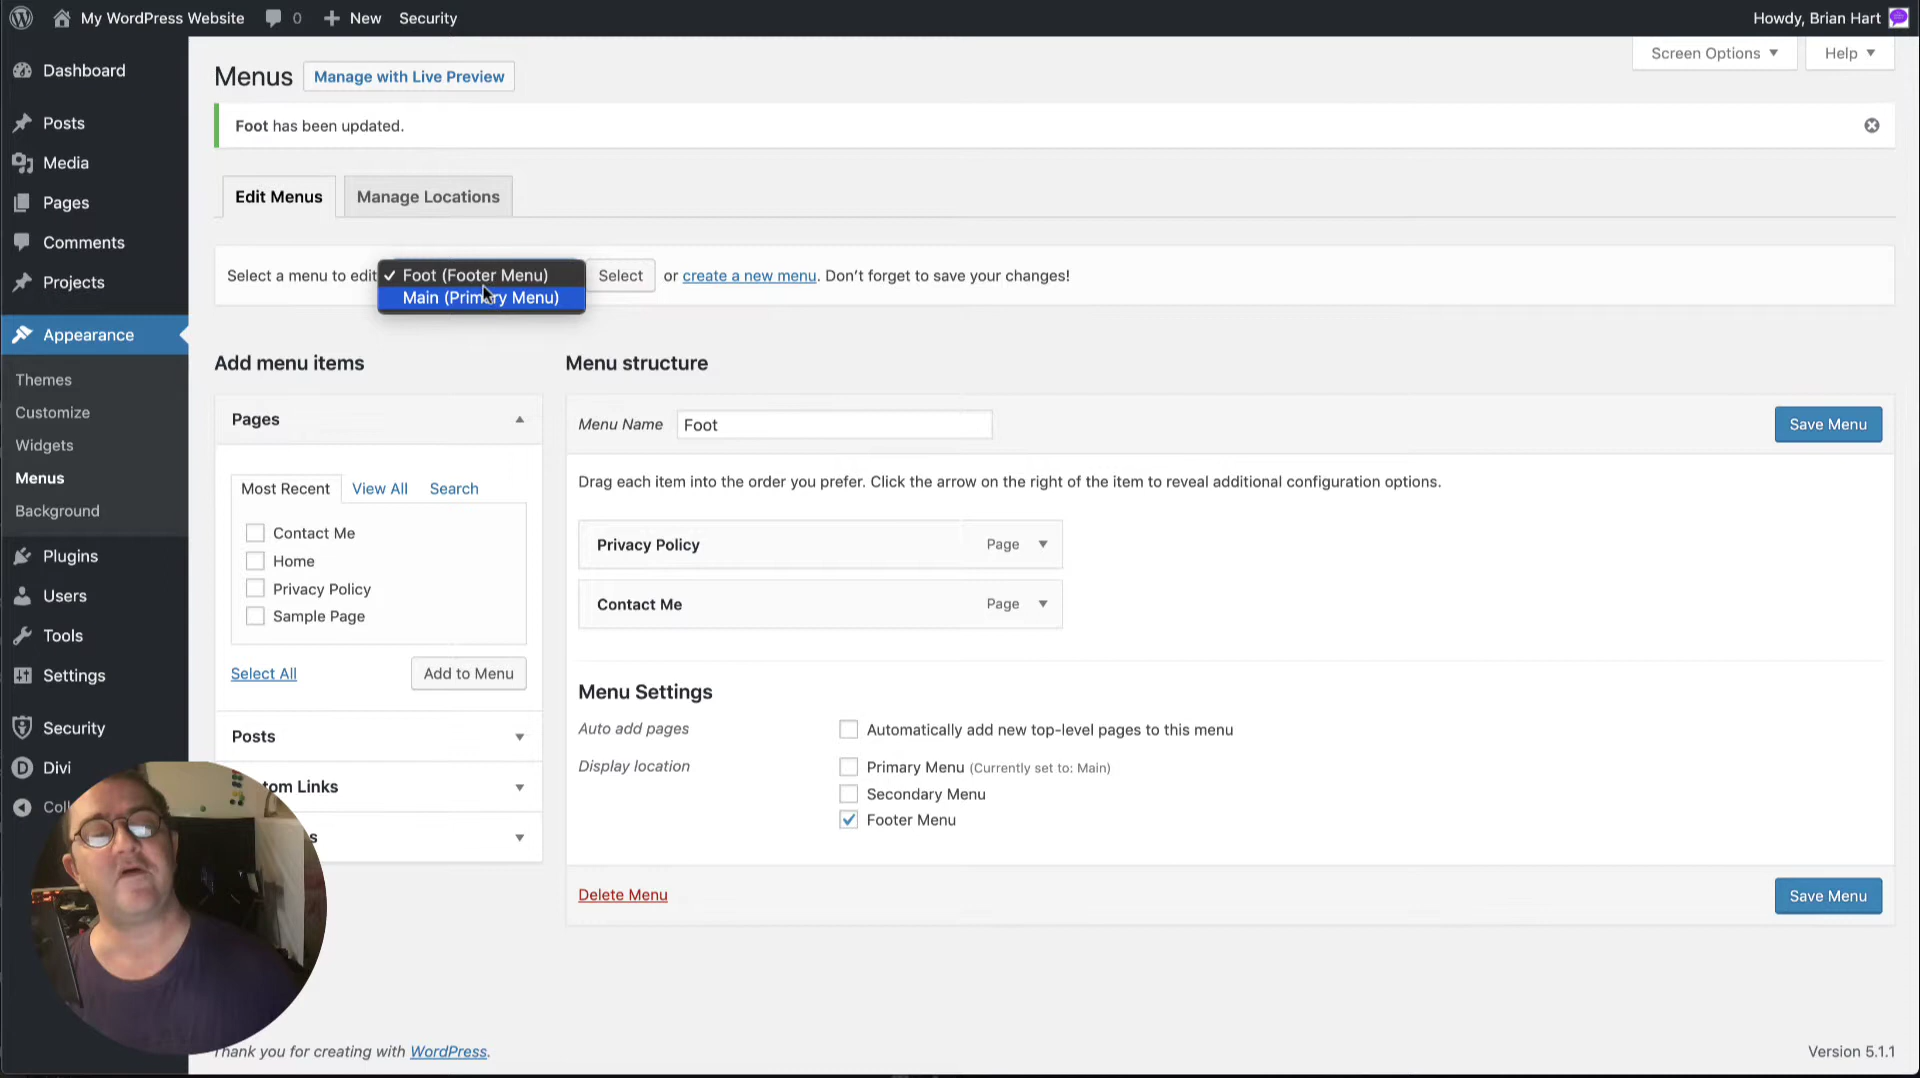 My WordPress Website 0 New Security Howdy, Brian Hart
Screen Options Help
Dashboard
Posts
Media
Pages
Comments
Projects
Appearance
Themes
Customize
Widgets
Menus
Background
Plugins
Users
Tools
Settings
Security
Divi
Coll
Menus Manage with Live Preview
Foot has been updated.
Edit Menus Manage Locations
Select a menu to edit ✓ Foot (Footer Menu) Select or create a new menu. Don't forget to save your changes!
Main (Primary Menu)
Add menu items
Pages
Most Recent View All Search
Contact Me
Home
Privacy Policy
Sample Page
Select All Add to Menu
Posts
tom Links
s
Menu structure
Menu Name Foot Save Menu
Drag each item into the order you prefer. Click the arrow on the right of the item to reveal additional configuration options.
Privacy Policy Page
Contact Me Page
Menu Settings
Auto add pages Automatically add new top-level pages to this menu
Display location Primary Menu (Currently set to: Main)
Secondary Menu
Footer Menu
Delete Menu Save Menu
Thank you for creating with WordPress. Version 5.1.1